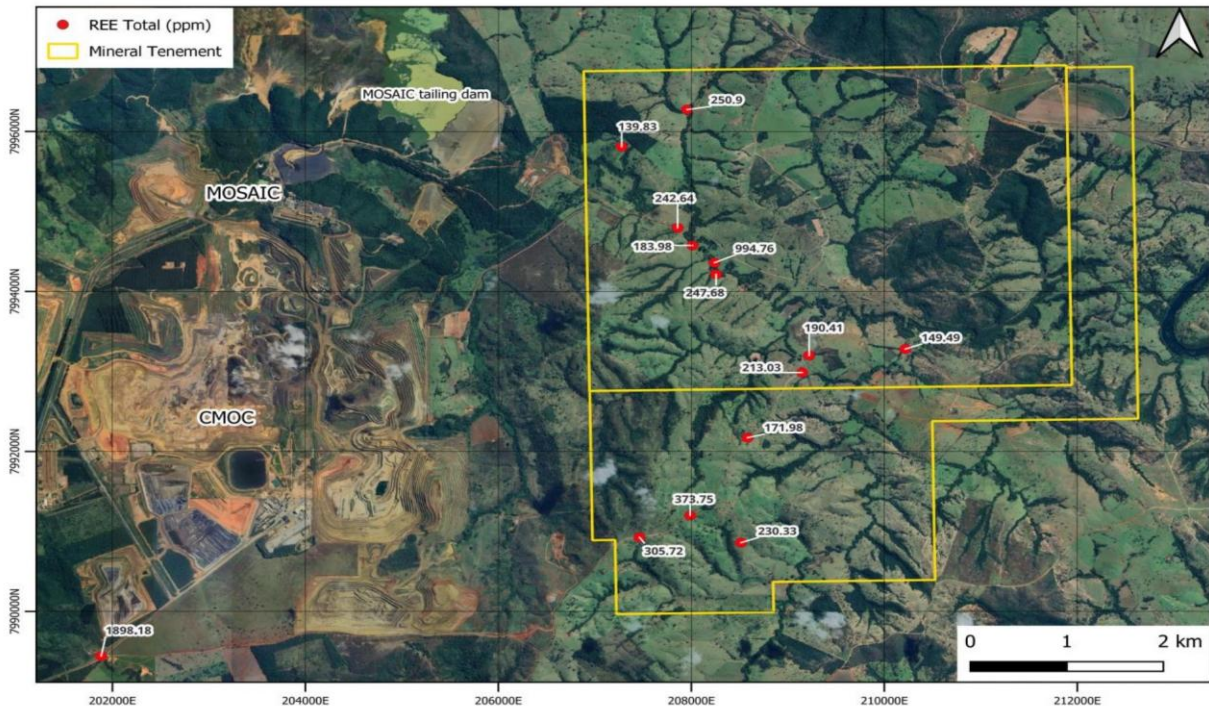 REE Total (ppm)
Mineral Tenement
MOSAIC tailing dam
250.9
139.83
MOSAIC
242.64
183.98
994.76
247.68
190.41
149.49
213.03
CMOC
171.98
373.75
305.72
230.33
1898.18
7996000N
7994000N
7992000N
7990000N
0 1 2 km
202000E 204000E 206000E 208000E 210000E 212000E